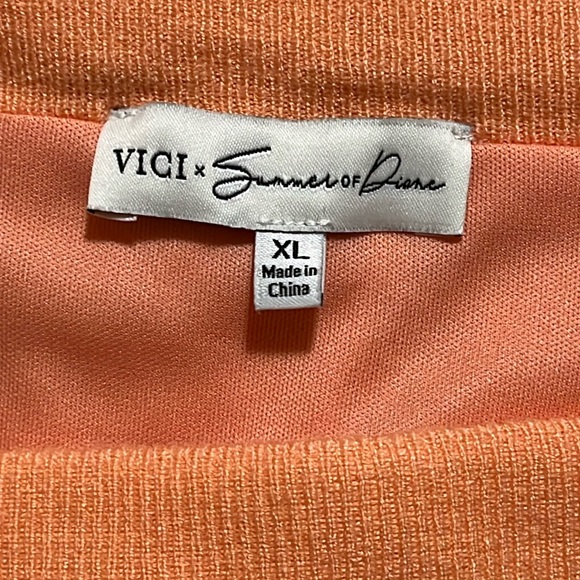 VICI x Summer OF Diane
XL
Made in
China